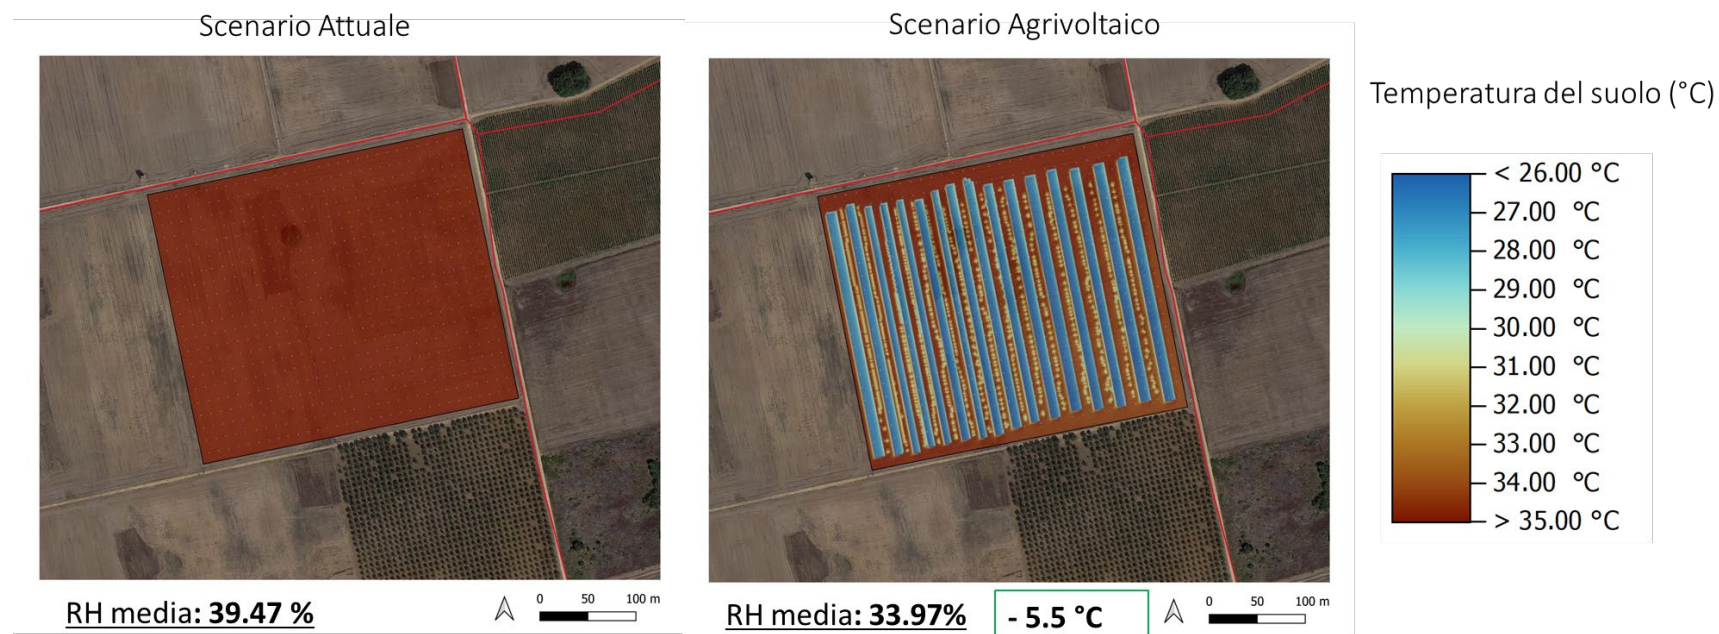 Scenario Attuale
Scenario Agrivoltaico
Temperatura del suolo (°C)
< 26.00 °C
27.00 °C
28.00 °C
29.00 °C
30.00 °C
31.00 °C
32.00 °C
33.00 °C
34.00 °C
> 35.00 °C
RH media: 39.47 %
0 50 100 m
RH media: 33.97%
- 5.5 °C
0 50 100 m